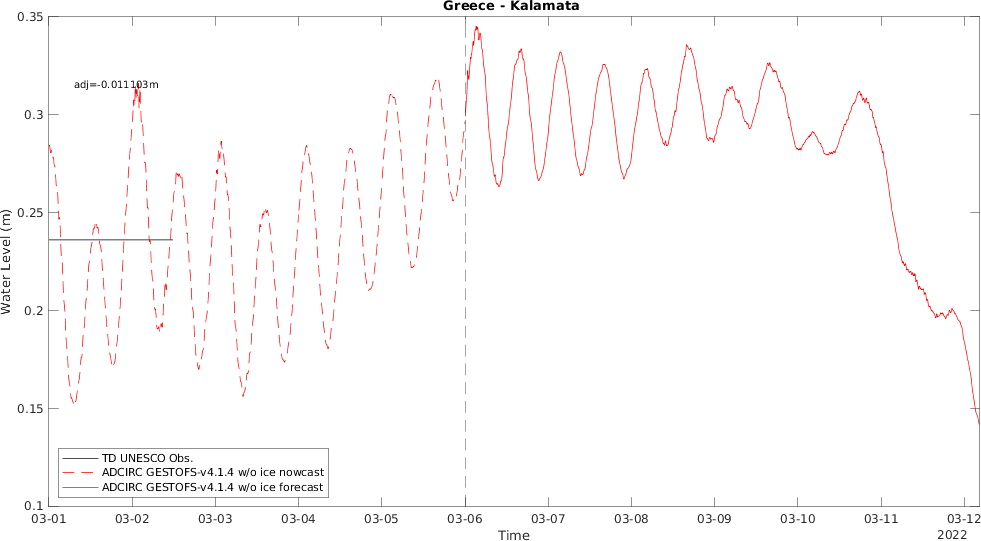 Greece - Kalamata
0.35
0.3
0.25
0.2
0.15
0.1
Water Level (m)
adj=-0.011103m
TD UNESCO Obs.
ADCIRC GESTOFS-v4.1.4 w/o ice nowcast
ADCIRC GESTOFS-v4.1.4 w/o ice forecast
03-01 03-02 03-03 03-04 03-05 03-06 03-07 03-08 03-09 03-10 03-11 03-12
Time
2022